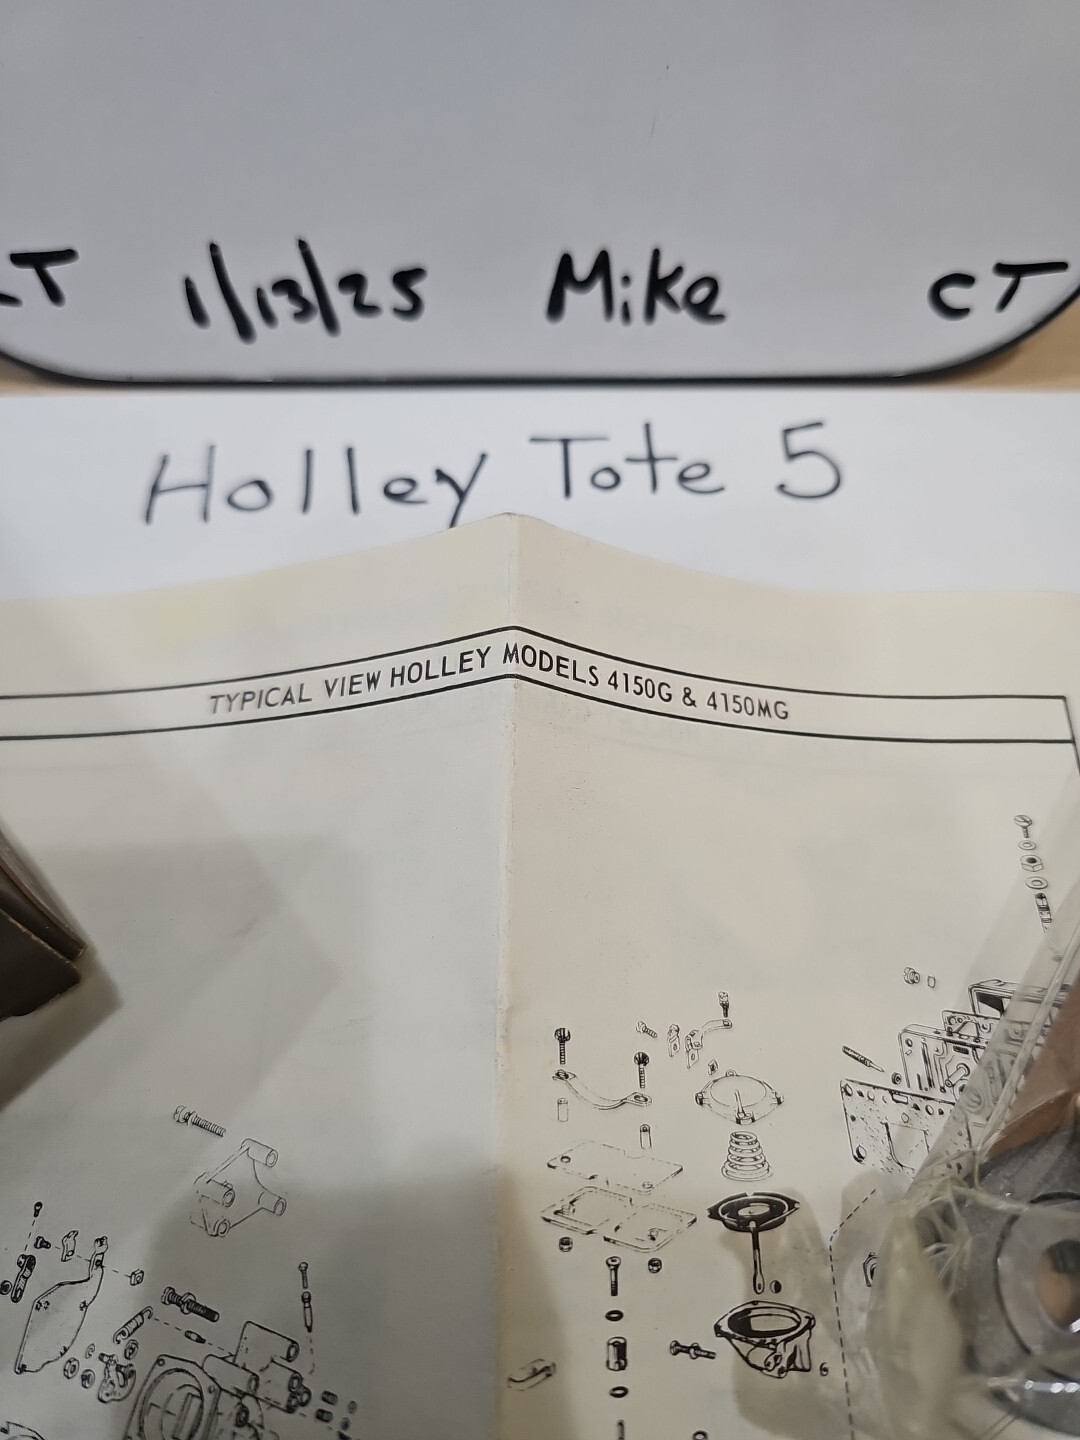 T 1/13/25 Mike CT
Holley Tote 5
TYPICAL VIEW HOLLEY MODELS 4150G & 4150MG